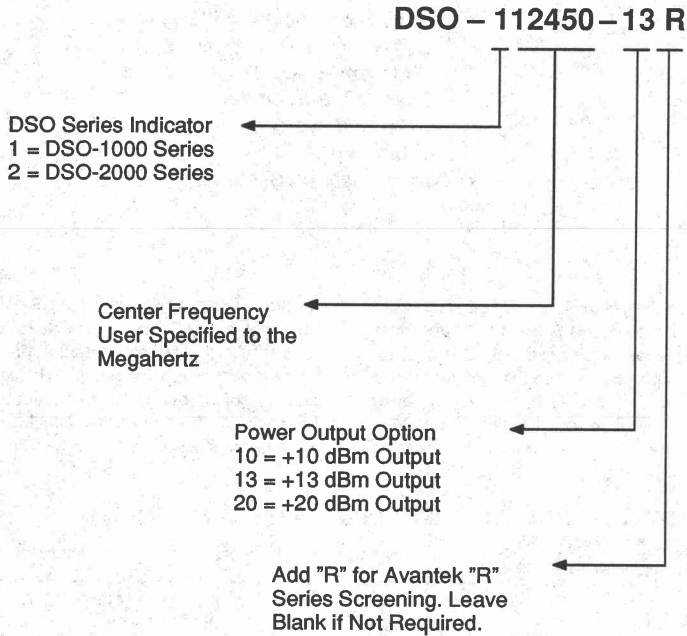 DSO – 112450 – 13 R
DSO Series Indicator
1 = DSO-1000 Series
2 = DSO-2000 Series
Center Frequency
User Specified to the
Megahertz
Power Output Option
10 = +10 dBm Output
13 = +13 dBm Output
20 = +20 dBm Output
Add "R" for Avantek "R"
Series Screening. Leave
Blank if Not Required.